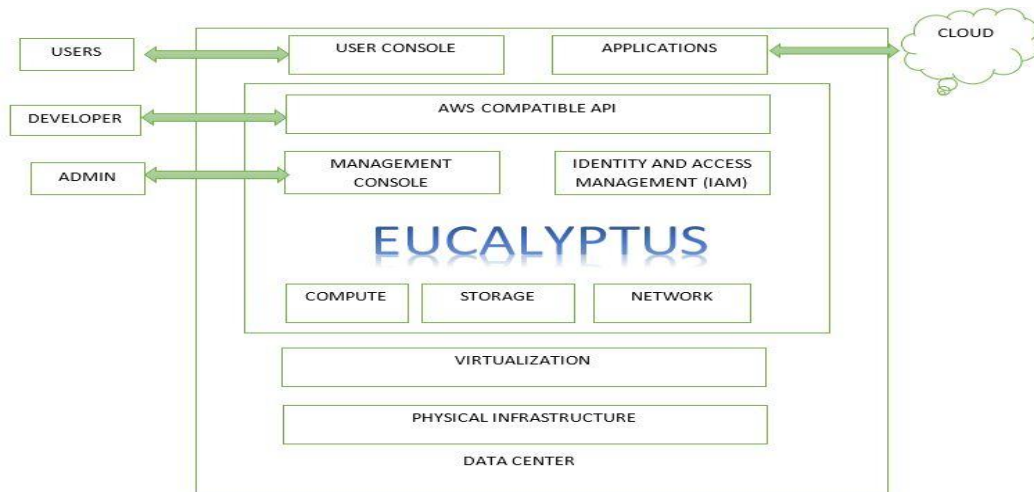 USERS
USER CONSOLE
APPLICATIONS
CLOUD
DEVELOPER
AWS COMPATIBLE API
ADMIN
MANAGEMENT
CONSOLE
IDENTITY AND ACCESS
MANAGEMENT (IAM)
EUCALYPTUS
COMPUTE
STORAGE
NETWORK
VIRTUALIZATION
PHYSICAL INFRASTRUCTURE
DATA CENTER